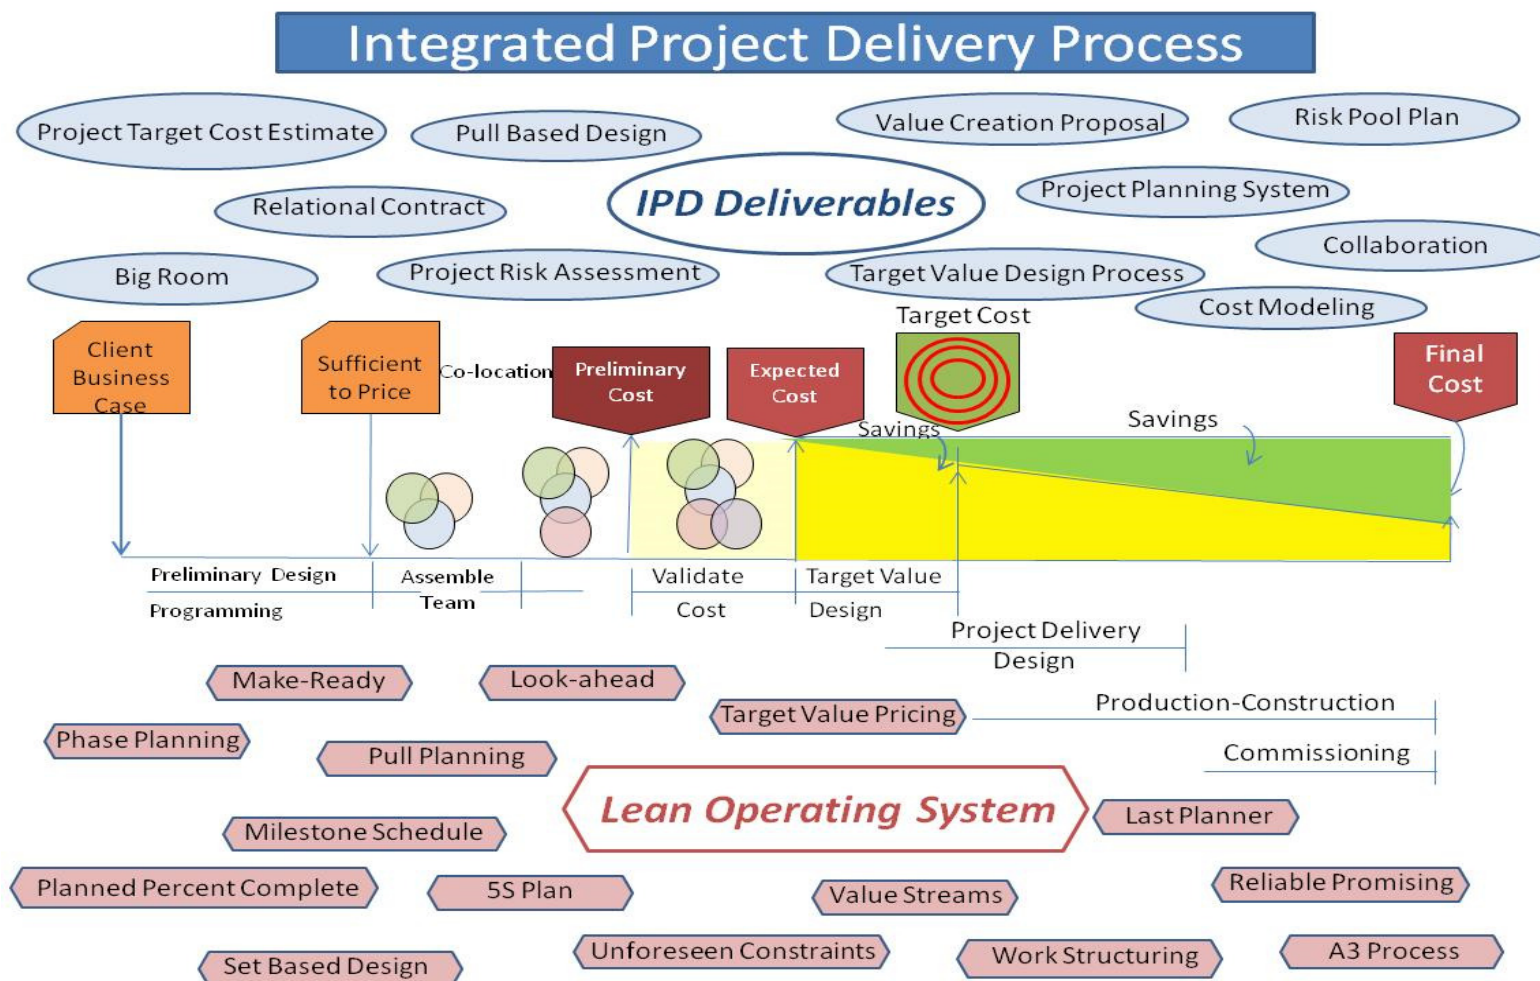 Integrated Project Delivery Process
Project Target Cost Estimate
Pull Based Design
Value Creation Proposal
Risk Pool Plan
Relational Contract
IPD Deliverables
Project Planning System
Collaboration
Big Room
Project Risk Assessment
Target Value Design Process
Cost Modeling
Target Cost
Client
Business
Case
Sufficient
to Price
Co-location
Preliminary
Cost
Expected
Cost
Final
Cost
Savings
Savings
Preliminary Design
Programming
Assemble
Team
Validate
Cost
Target Value
Design
Project Delivery
Design
Production-Construction
Commissioning
Make-Ready
Look-ahead
Target Value Pricing
Phase Planning
Pull Planning
Lean Operating System
Last Planner
Milestone Schedule
Planned Percent Complete
5S Plan
Value Streams
Reliable Promising
Set Based Design
Unforeseen Constraints
Work Structuring
A3 Process